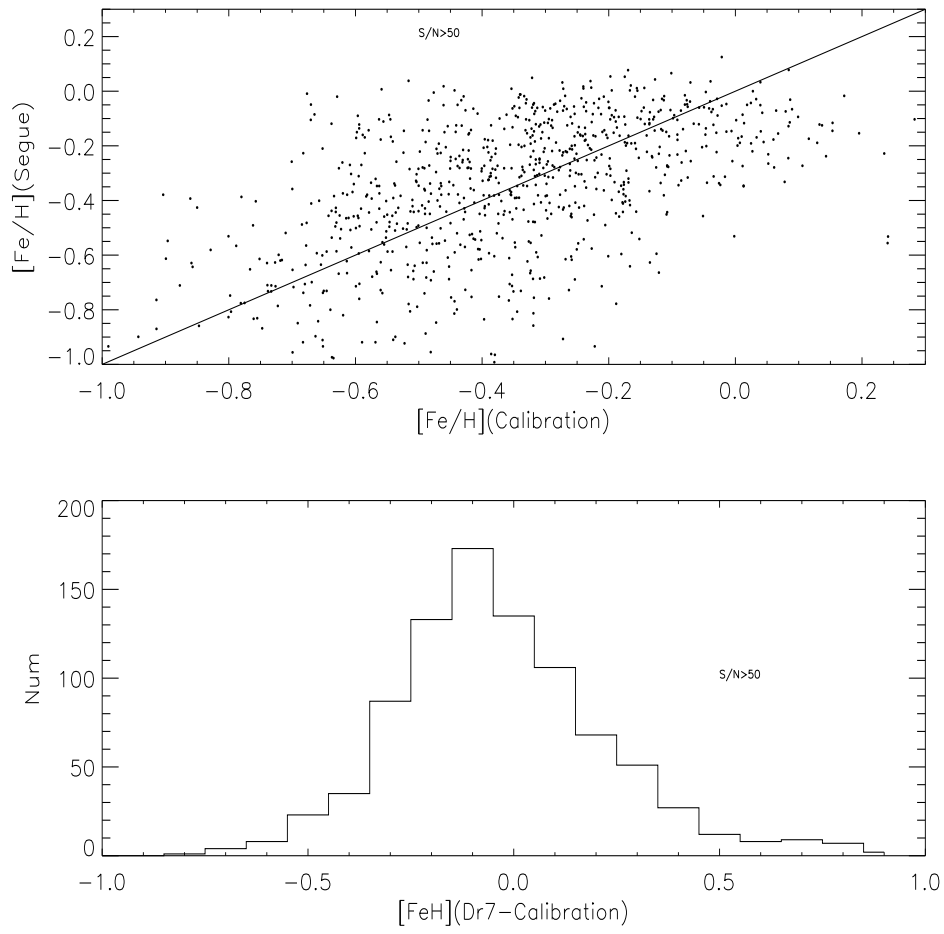 [Fe/H](Segue)
0.2
0.0
−0.2
−0.4
−0.6
−0.8
−1.0
S/N>50
−1.0 −0.8 −0.6 −0.4 −0.2 0.0 0.2
[Fe/H](Calibration)
Num
200
150
100
50
0
S/N>50
−1.0 −0.5 0.0 0.5 1.0
[FeH](Dr7−Calibration)